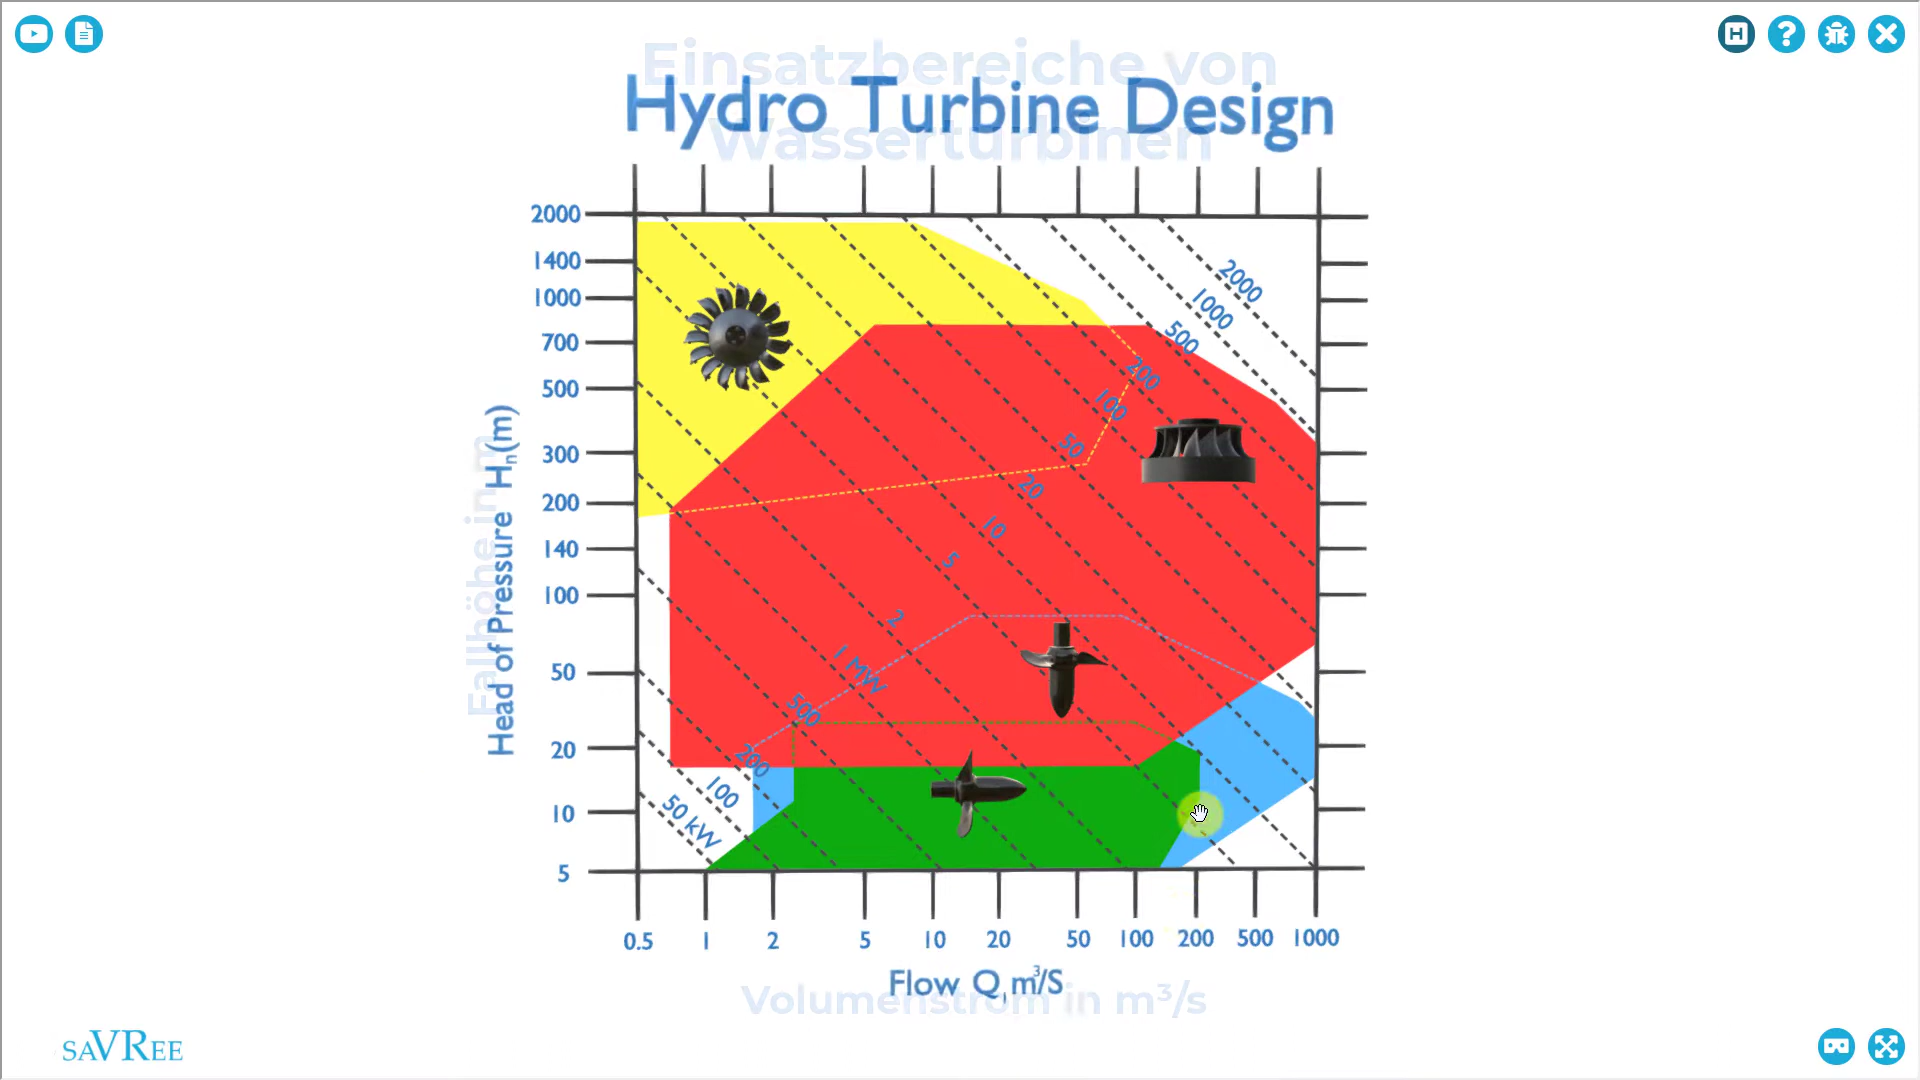 Einsatzbereiche von
Hydro Turbine Design
Wasserturbinen
2000
1400
1000
700
500
300
200
140
100
50
20
10
5
Head of Pressure Hn(m)
Fallhöhe in m
2000
1000
500
200
100
50
20
10
5
2
1 MW
500
200
100
50 kW
0.5 1 2 5 10 20 50 100 200 500 1000
Flow Q, m³/S
Volumenstrom in m³/s
saVRee
H
?